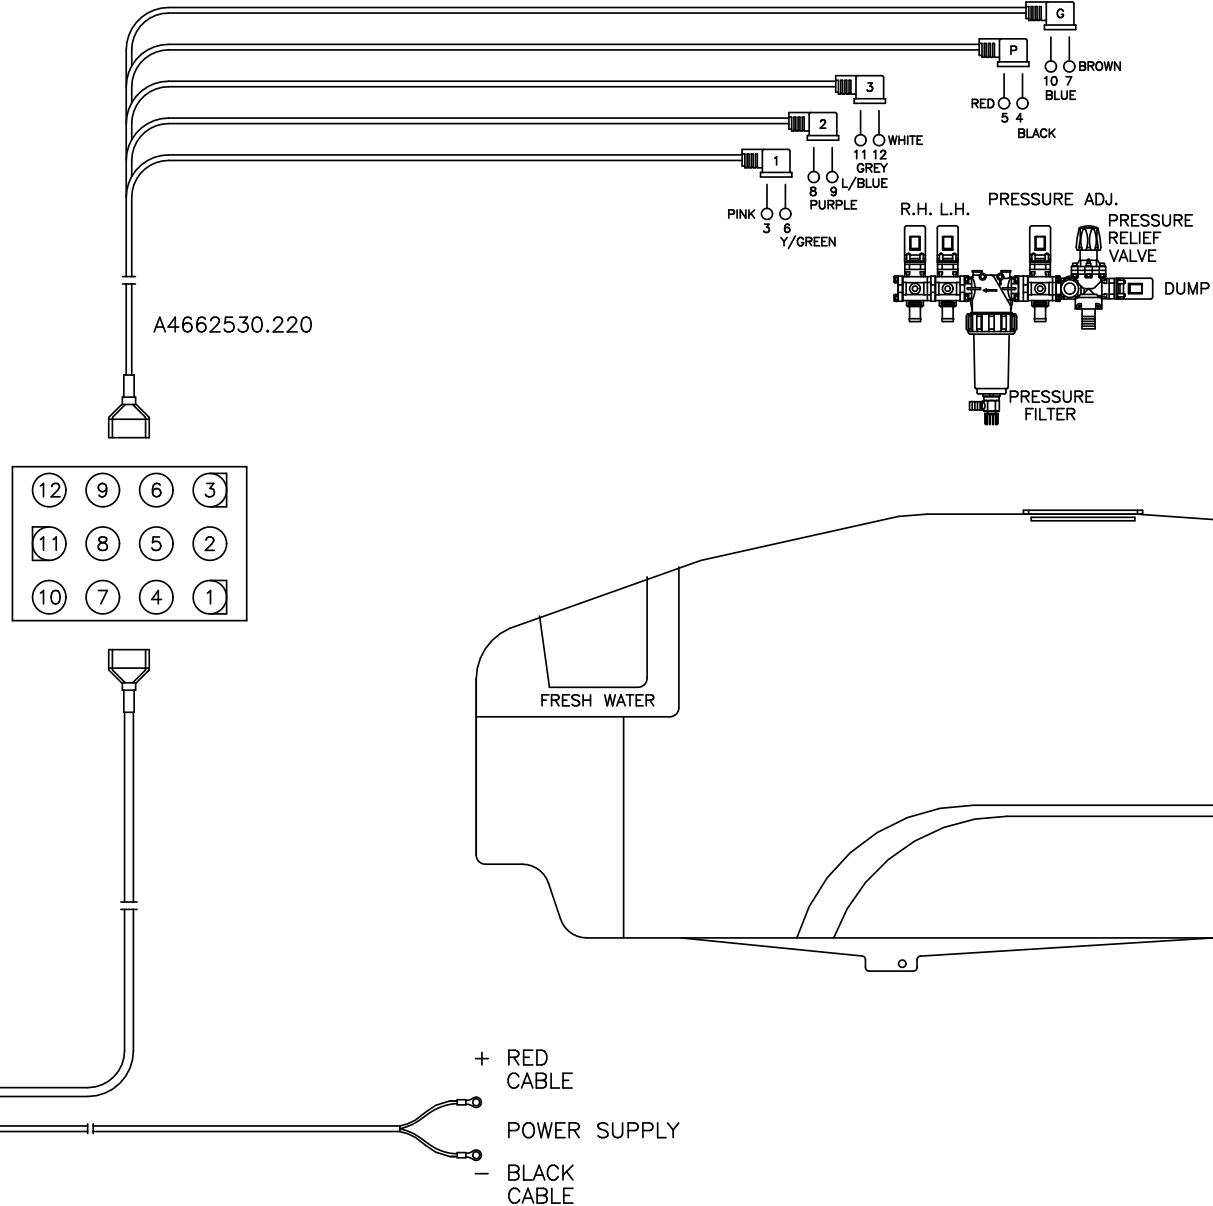 G
10 7 BROWN
BLUE
P
RED 5 4
BLACK
3
11 12 WHITE
GREY
2
8 9 L/BLUE
PURPLE
1
PINK 3 6
Y/GREEN
R.H. L.H.
PRESSURE ADJ.
PRESSURE
RELIEF
VALVE
DUMP
PRESSURE
FILTER
A4662530.220
12 9 6 3
11 8 5 2
10 7 4 1
FRESH WATER
+ RED
CABLE
POWER SUPPLY
- BLACK
CABLE